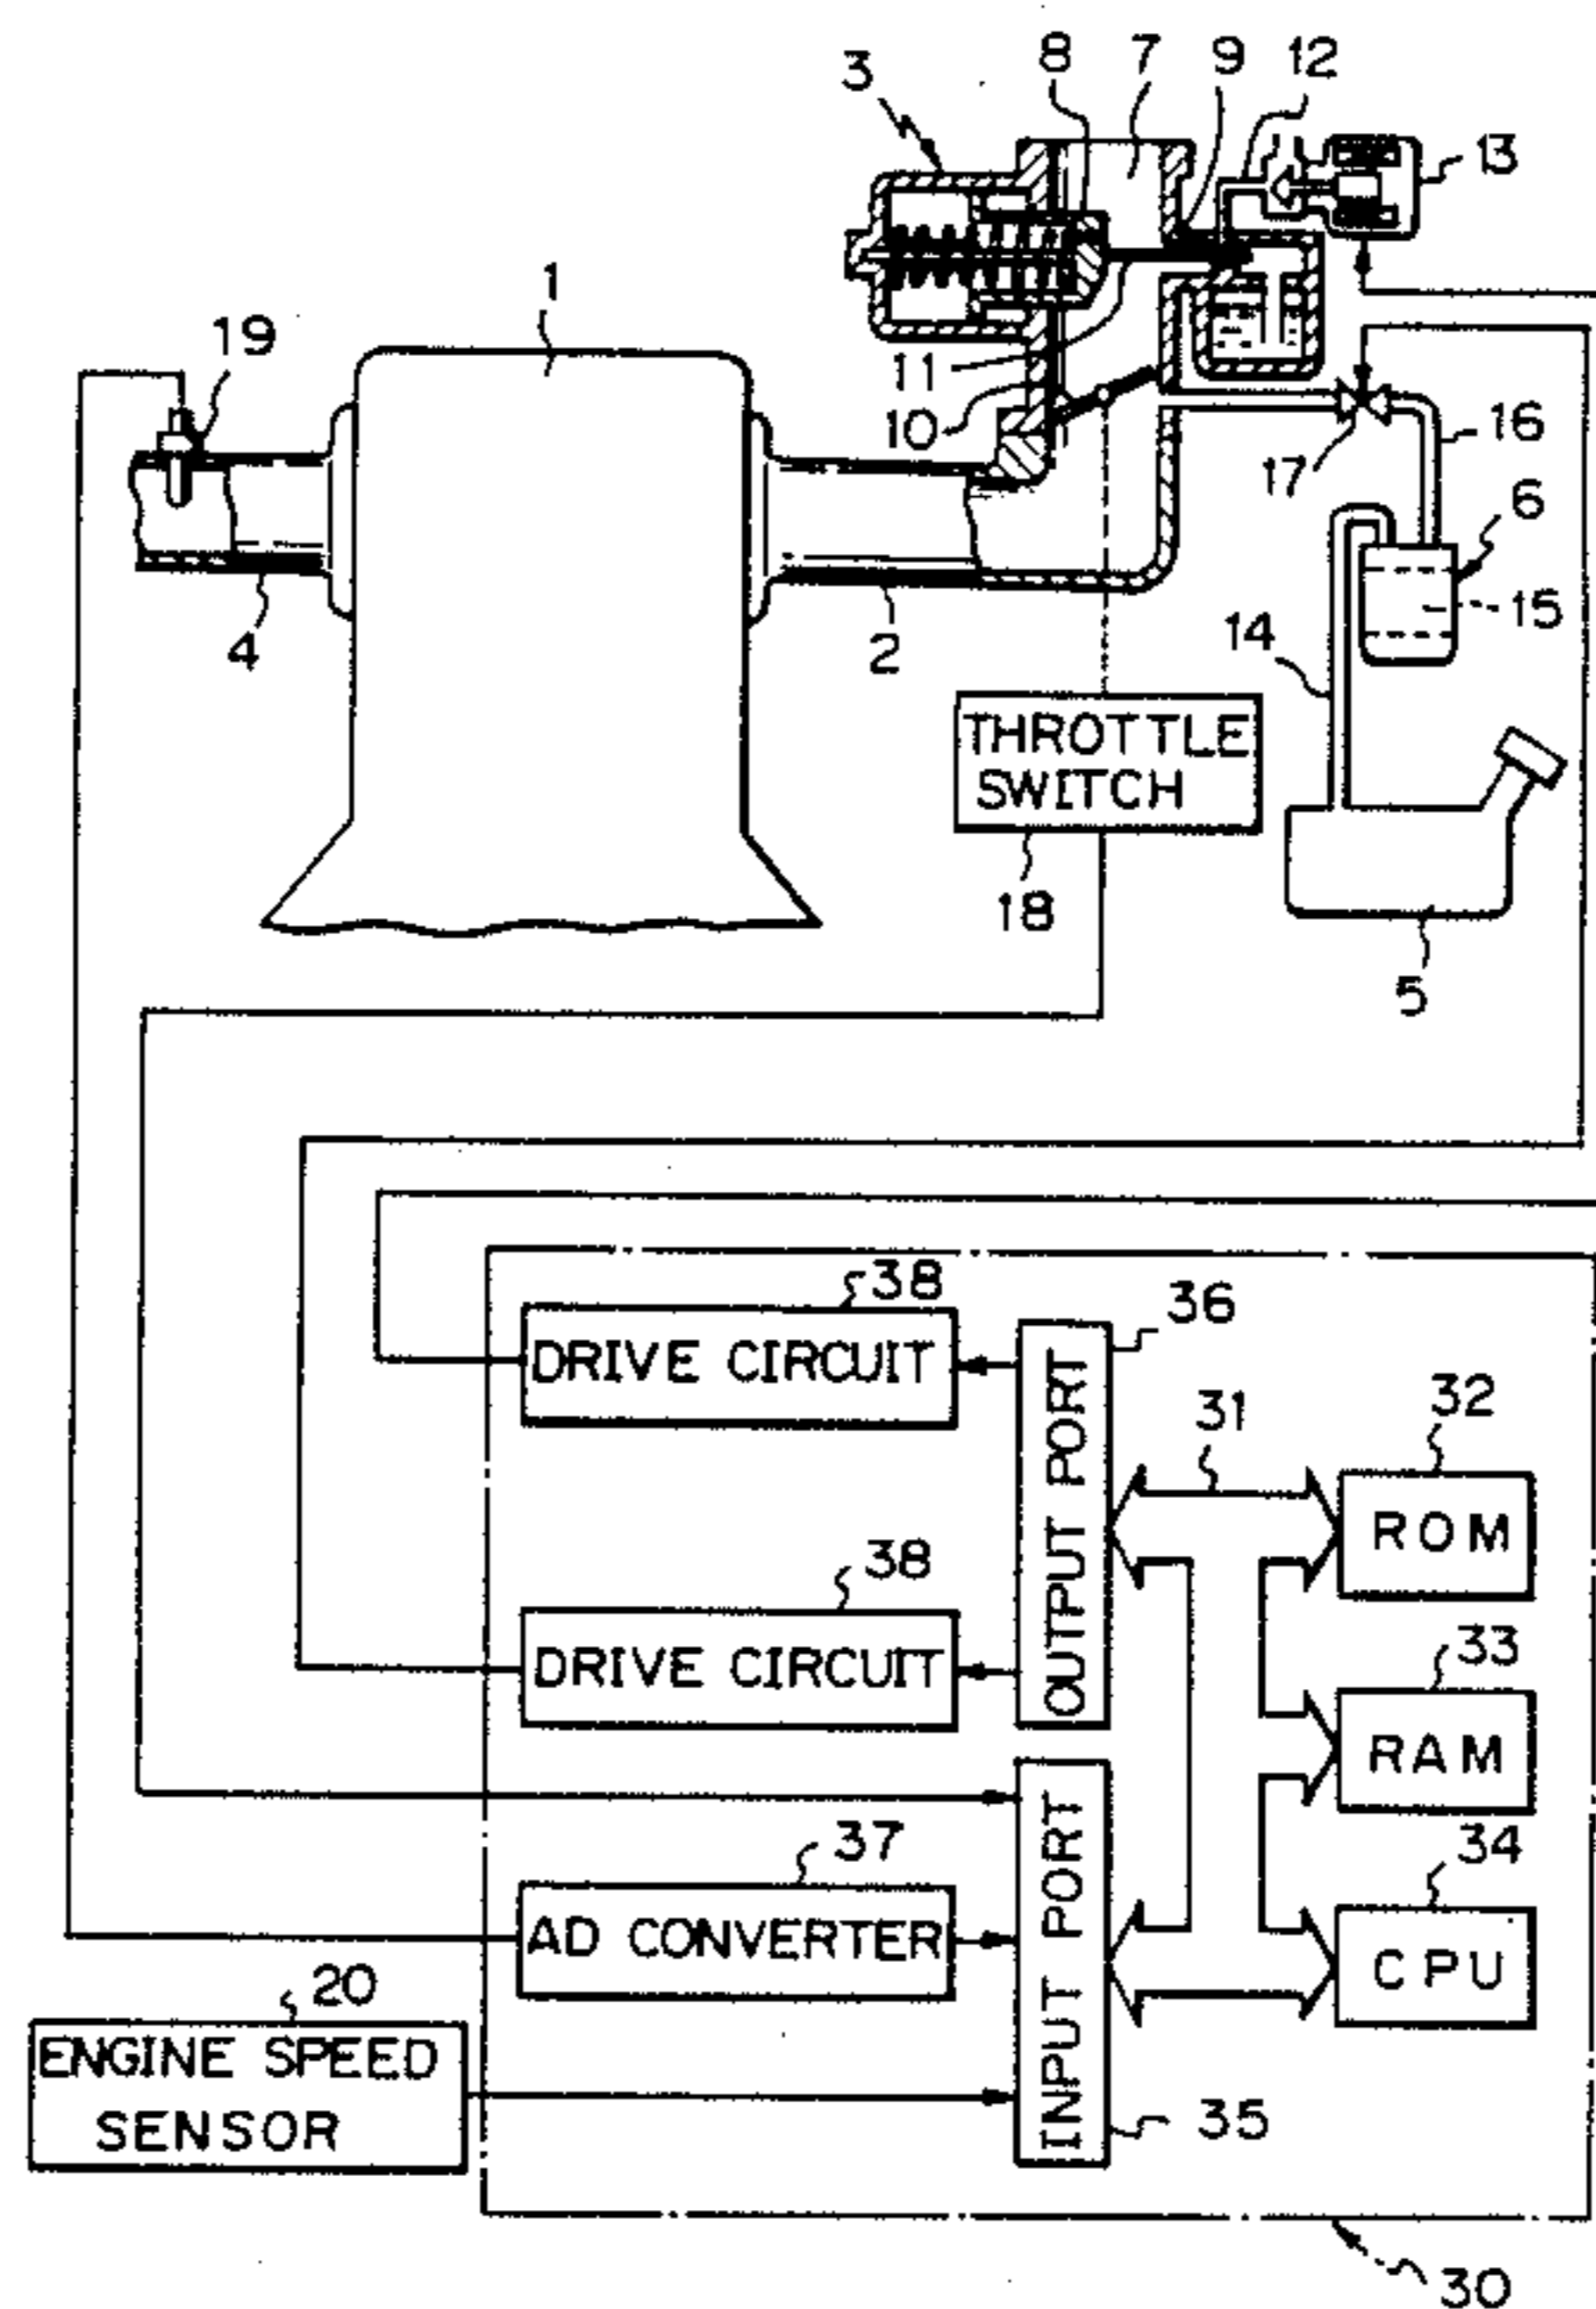 8 7 9 12
3
13
1
19
11
10
16
17
6
4
2
14
15
THROTTLE
SWITCH
18
5
38
36
DRIVE CIRCUIT
OUTPUT PORT
31
32
ROM
38
DRIVE CIRCUIT
33
RAM
37
34
AD CONVERTER
INPUT PORT
CPU
20
ENGINE SPEED
SENSOR
35
30